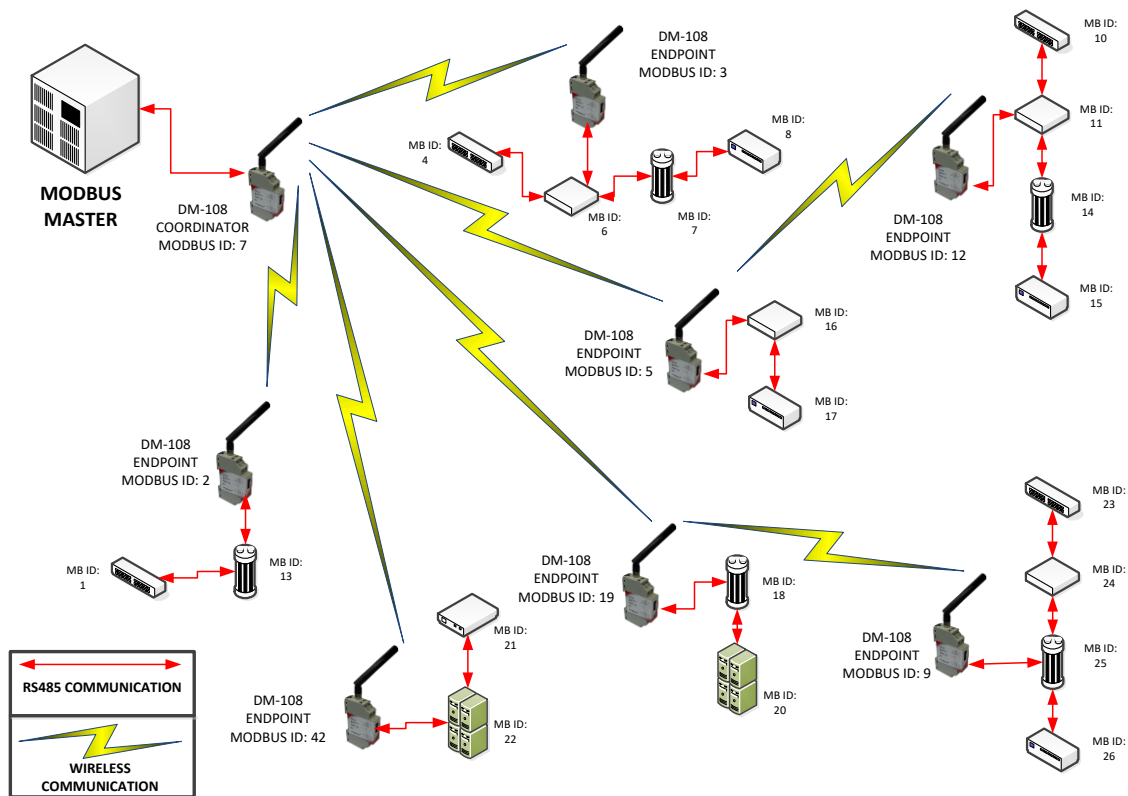 MODBUS
MASTER
DM-108
COORDINATOR
MODBUS ID: 7
DM-108
ENDPOINT
MODBUS ID: 3
MB ID:
4
MB ID:
6
MB ID:
7
MB ID:
8
MB ID:
10
MB ID:
11
DM-108
ENDPOINT
MODBUS ID: 12
MB ID:
14
MB ID:
15
DM-108
ENDPOINT
MODBUS ID: 5
MB ID:
16
MB ID:
17
DM-108
ENDPOINT
MODBUS ID: 2
MB ID:
1
MB ID:
13
DM-108
ENDPOINT
MODBUS ID: 42
MB ID:
21
MB ID:
22
DM-108
ENDPOINT
MODBUS ID: 19
MB ID:
18
MB ID:
20
DM-108
ENDPOINT
MODBUS ID: 9
MB ID:
23
MB ID:
24
MB ID:
25
MB ID:
26
RS485 COMMUNICATION
WIRELESS
COMMUNICATION